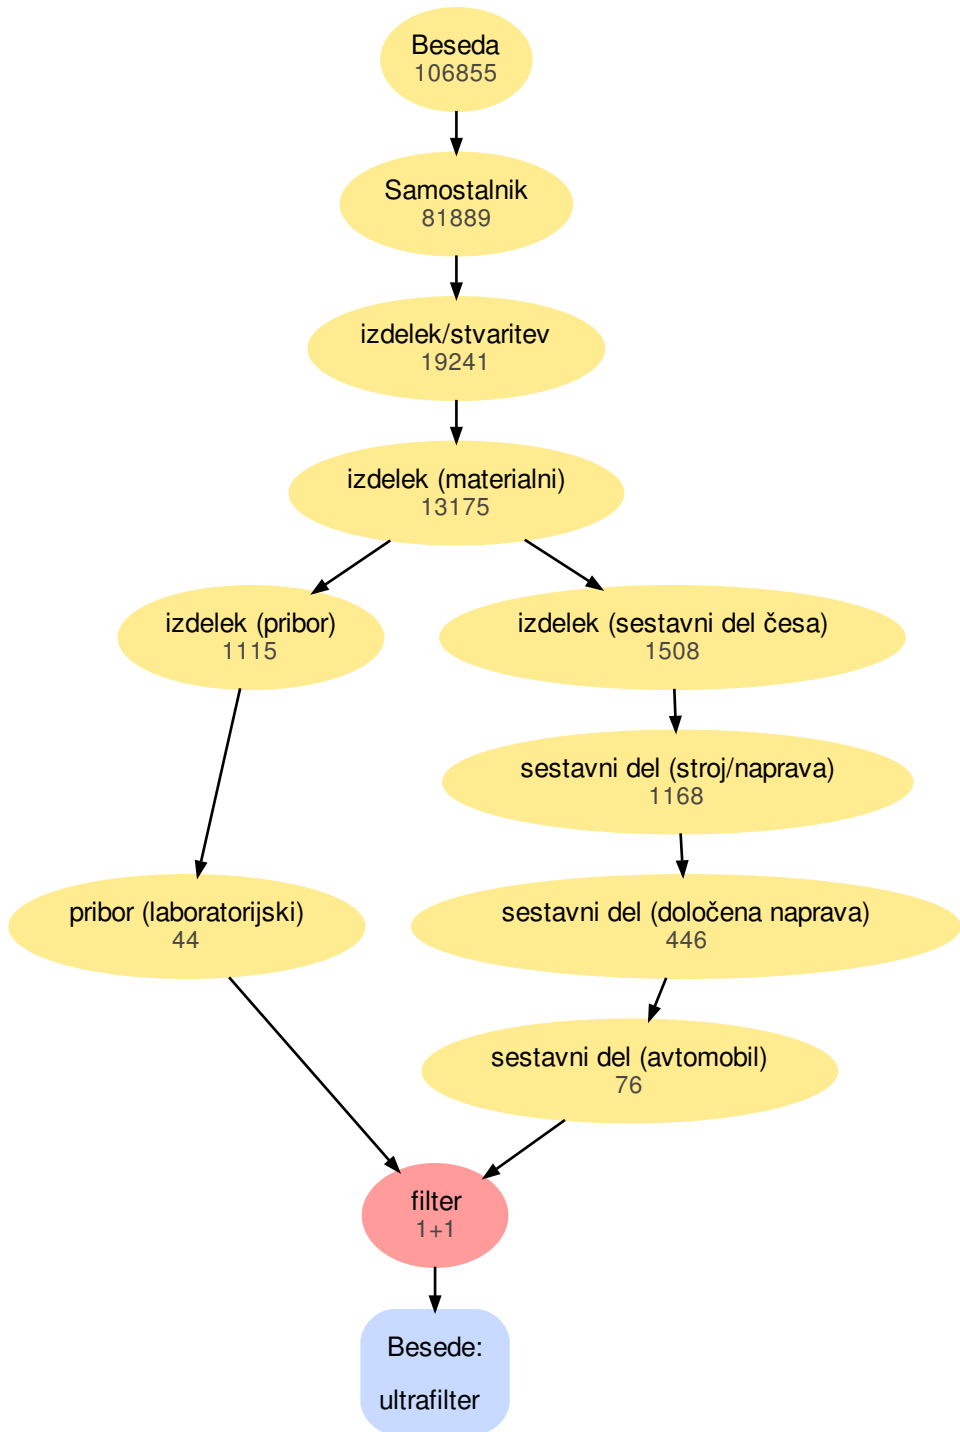 Beseda
106855
Samostalnik
81889
izdelek/stvaritev
19241
izdelek (materialni)
13175
izdelek (pribor)
1115
izdelek (sestavni del česa)
1508
sestavni del (stroj/naprava)
1168
pribor (laboratorijski)
44
sestavni del (določena naprava)
446
sestavni del (avtomobil)
76
filter
1+1
Besede:
ultrafilter